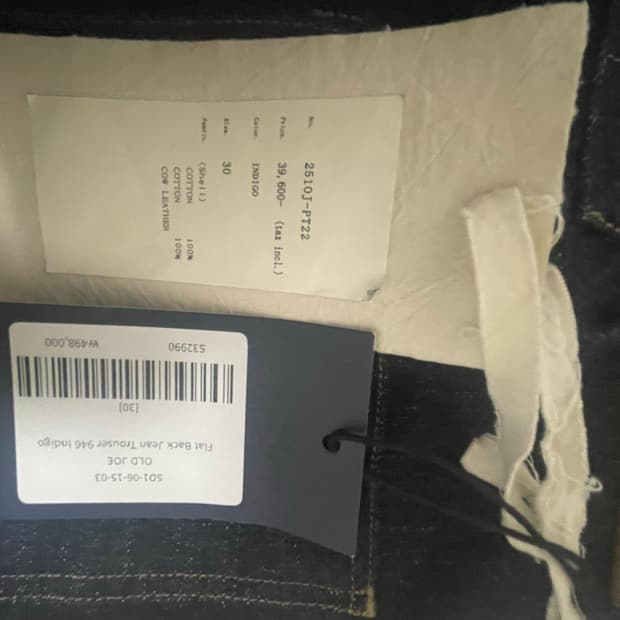 No. 2510J-PT22
Price. 39,600- (tax incl.)
Color. INDIGO
Size. 30
Fabric. (Shell)
COTTON 100%
COTTON 100%
COW LEATHER
SD1-06-15-03
OLD JOE
Flat Back Jean Trouser 946 Indigo
[30]
S32990 ₩498,000